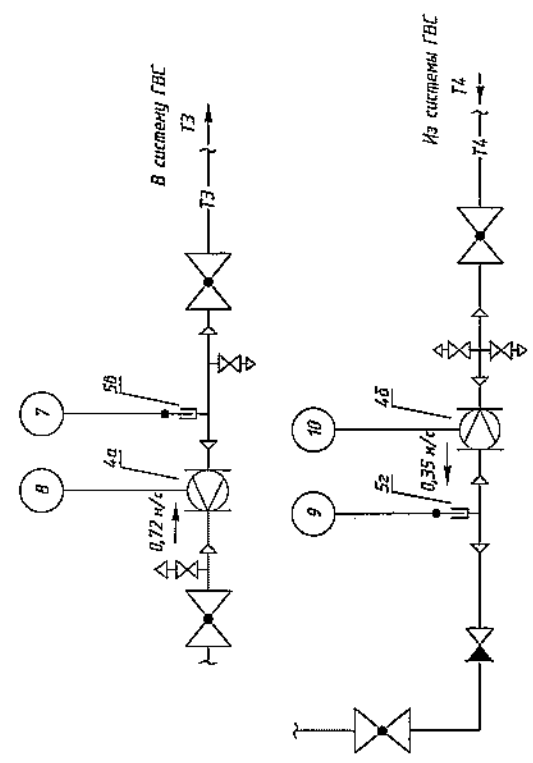 В систему ГВС
Т3
Т3
5в
7
4а
8
0,72 м/с
Из системы ГВС
Т4
Т4
4б
10
0,35 м/с
5г
9